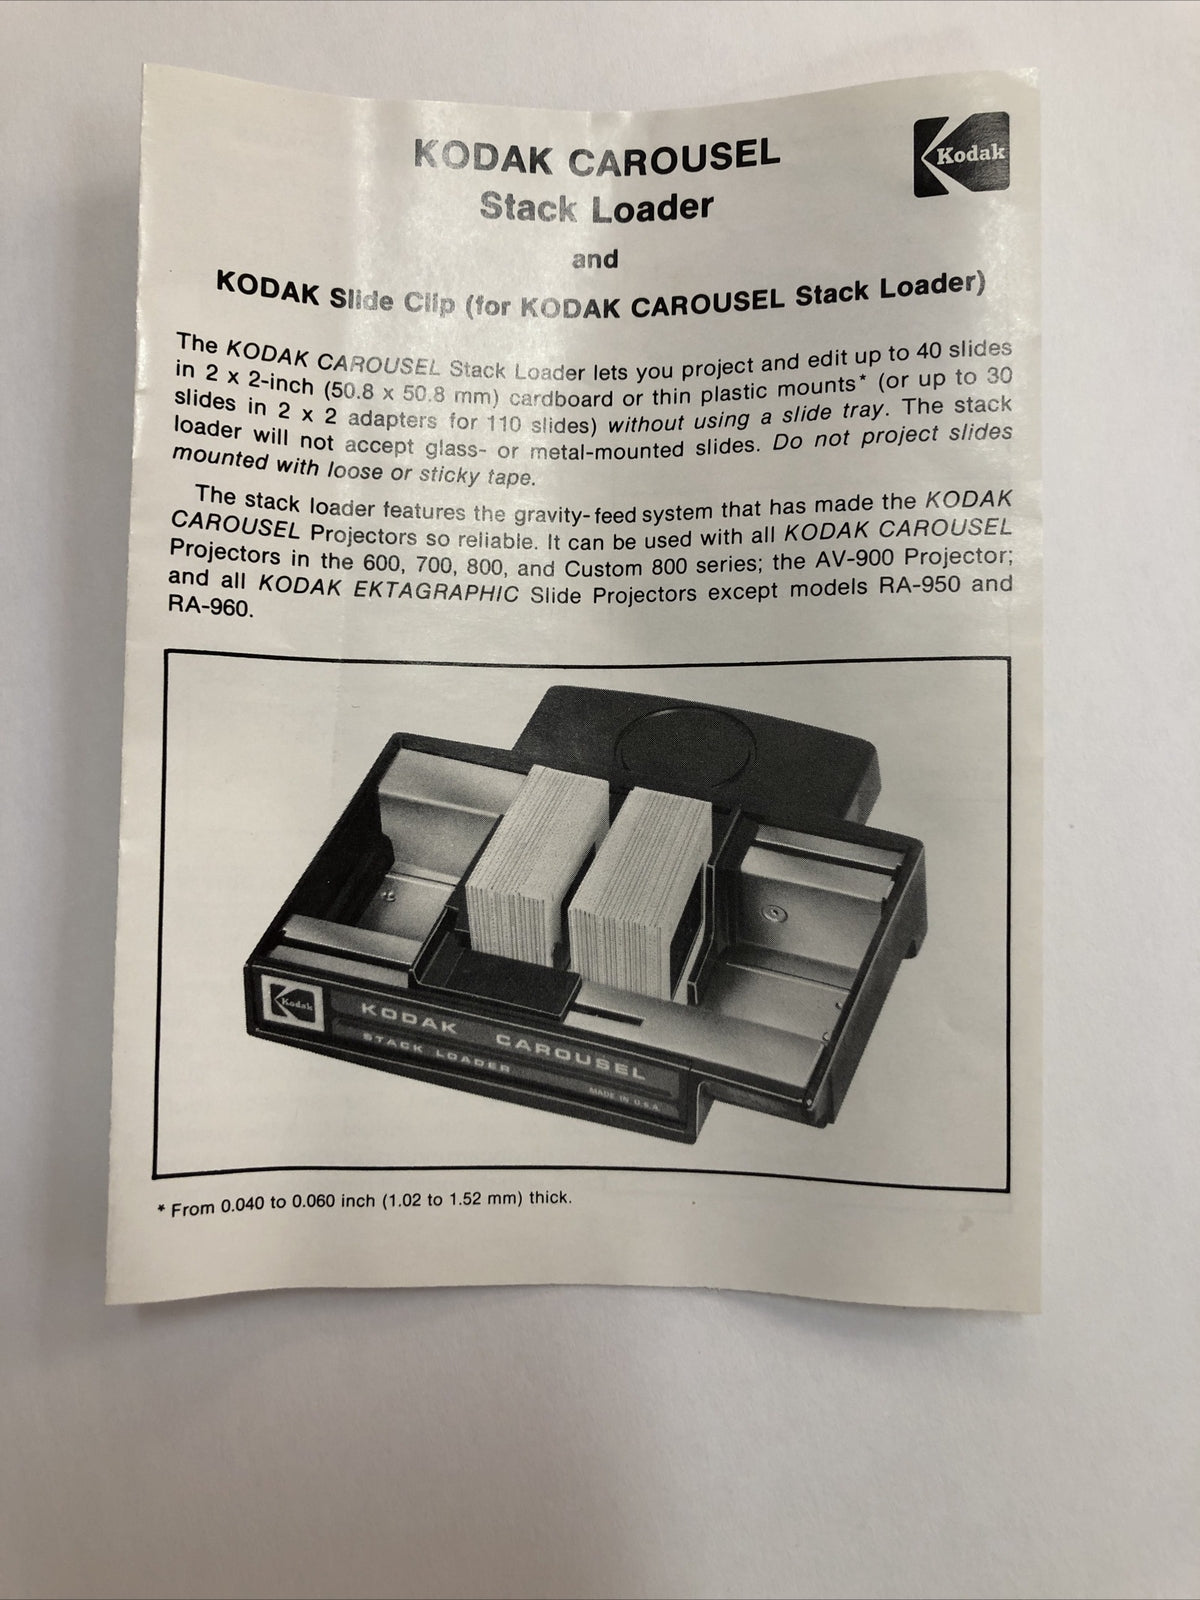 KODAK CAROUSEL
Kodak
Stack Loader
and
KODAK Slide Clip (for KODAK CAROUSEL Stack Loader)
The KODAK CAROUSEL Stack Loader lets you project and edit up to 40 slides
in 2 x 2-inch (50.8 x 50.8 mm) cardboard or thin plastic mounts* (or up to 30
slides in 2 x 2 adapters for 110 slides) without using a slide tray. The stack
loader will not accept glass- or metal-mounted slides. Do not project slides
mounted with loose or sticky tape.
The stack loader features the gravity-feed system that has made the KODAK
CAROUSEL Projectors so reliable. It can be used with all KODAK CAROUSEL
Projectors in the 600, 700, 800, and Custom 800 series; the AV-900 Projector;
and all KODAK EKTAGRAPHIC Slide Projectors except models RA-950 and
RA-960.
Kodak
KODAK CAROUSEL
STACK LOADER
MADE IN U.S.A.
* From 0.040 to 0.060 inch (1.02 to 1.52 mm) thick.